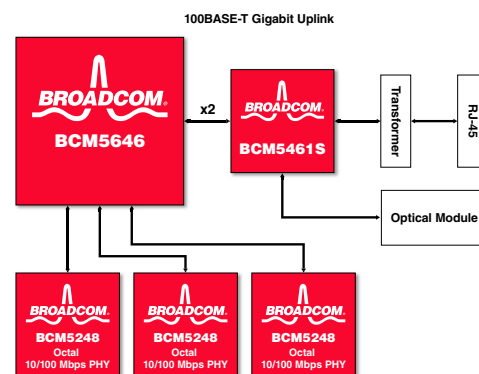 100BASE-T Gigabit Uplink
BROADCOM®
BCM5646
x2
BROADCOM®
BCM5461S
Transformer
RJ-45
Optical Module
BROADCOM®
BCM5248
Octal
10/100 Mbps PHY
BROADCOM®
BCM5248
Octal
10/100 Mbps PHY
BROADCOM®
BCM5248
Octal
10/100 Mbps PHY